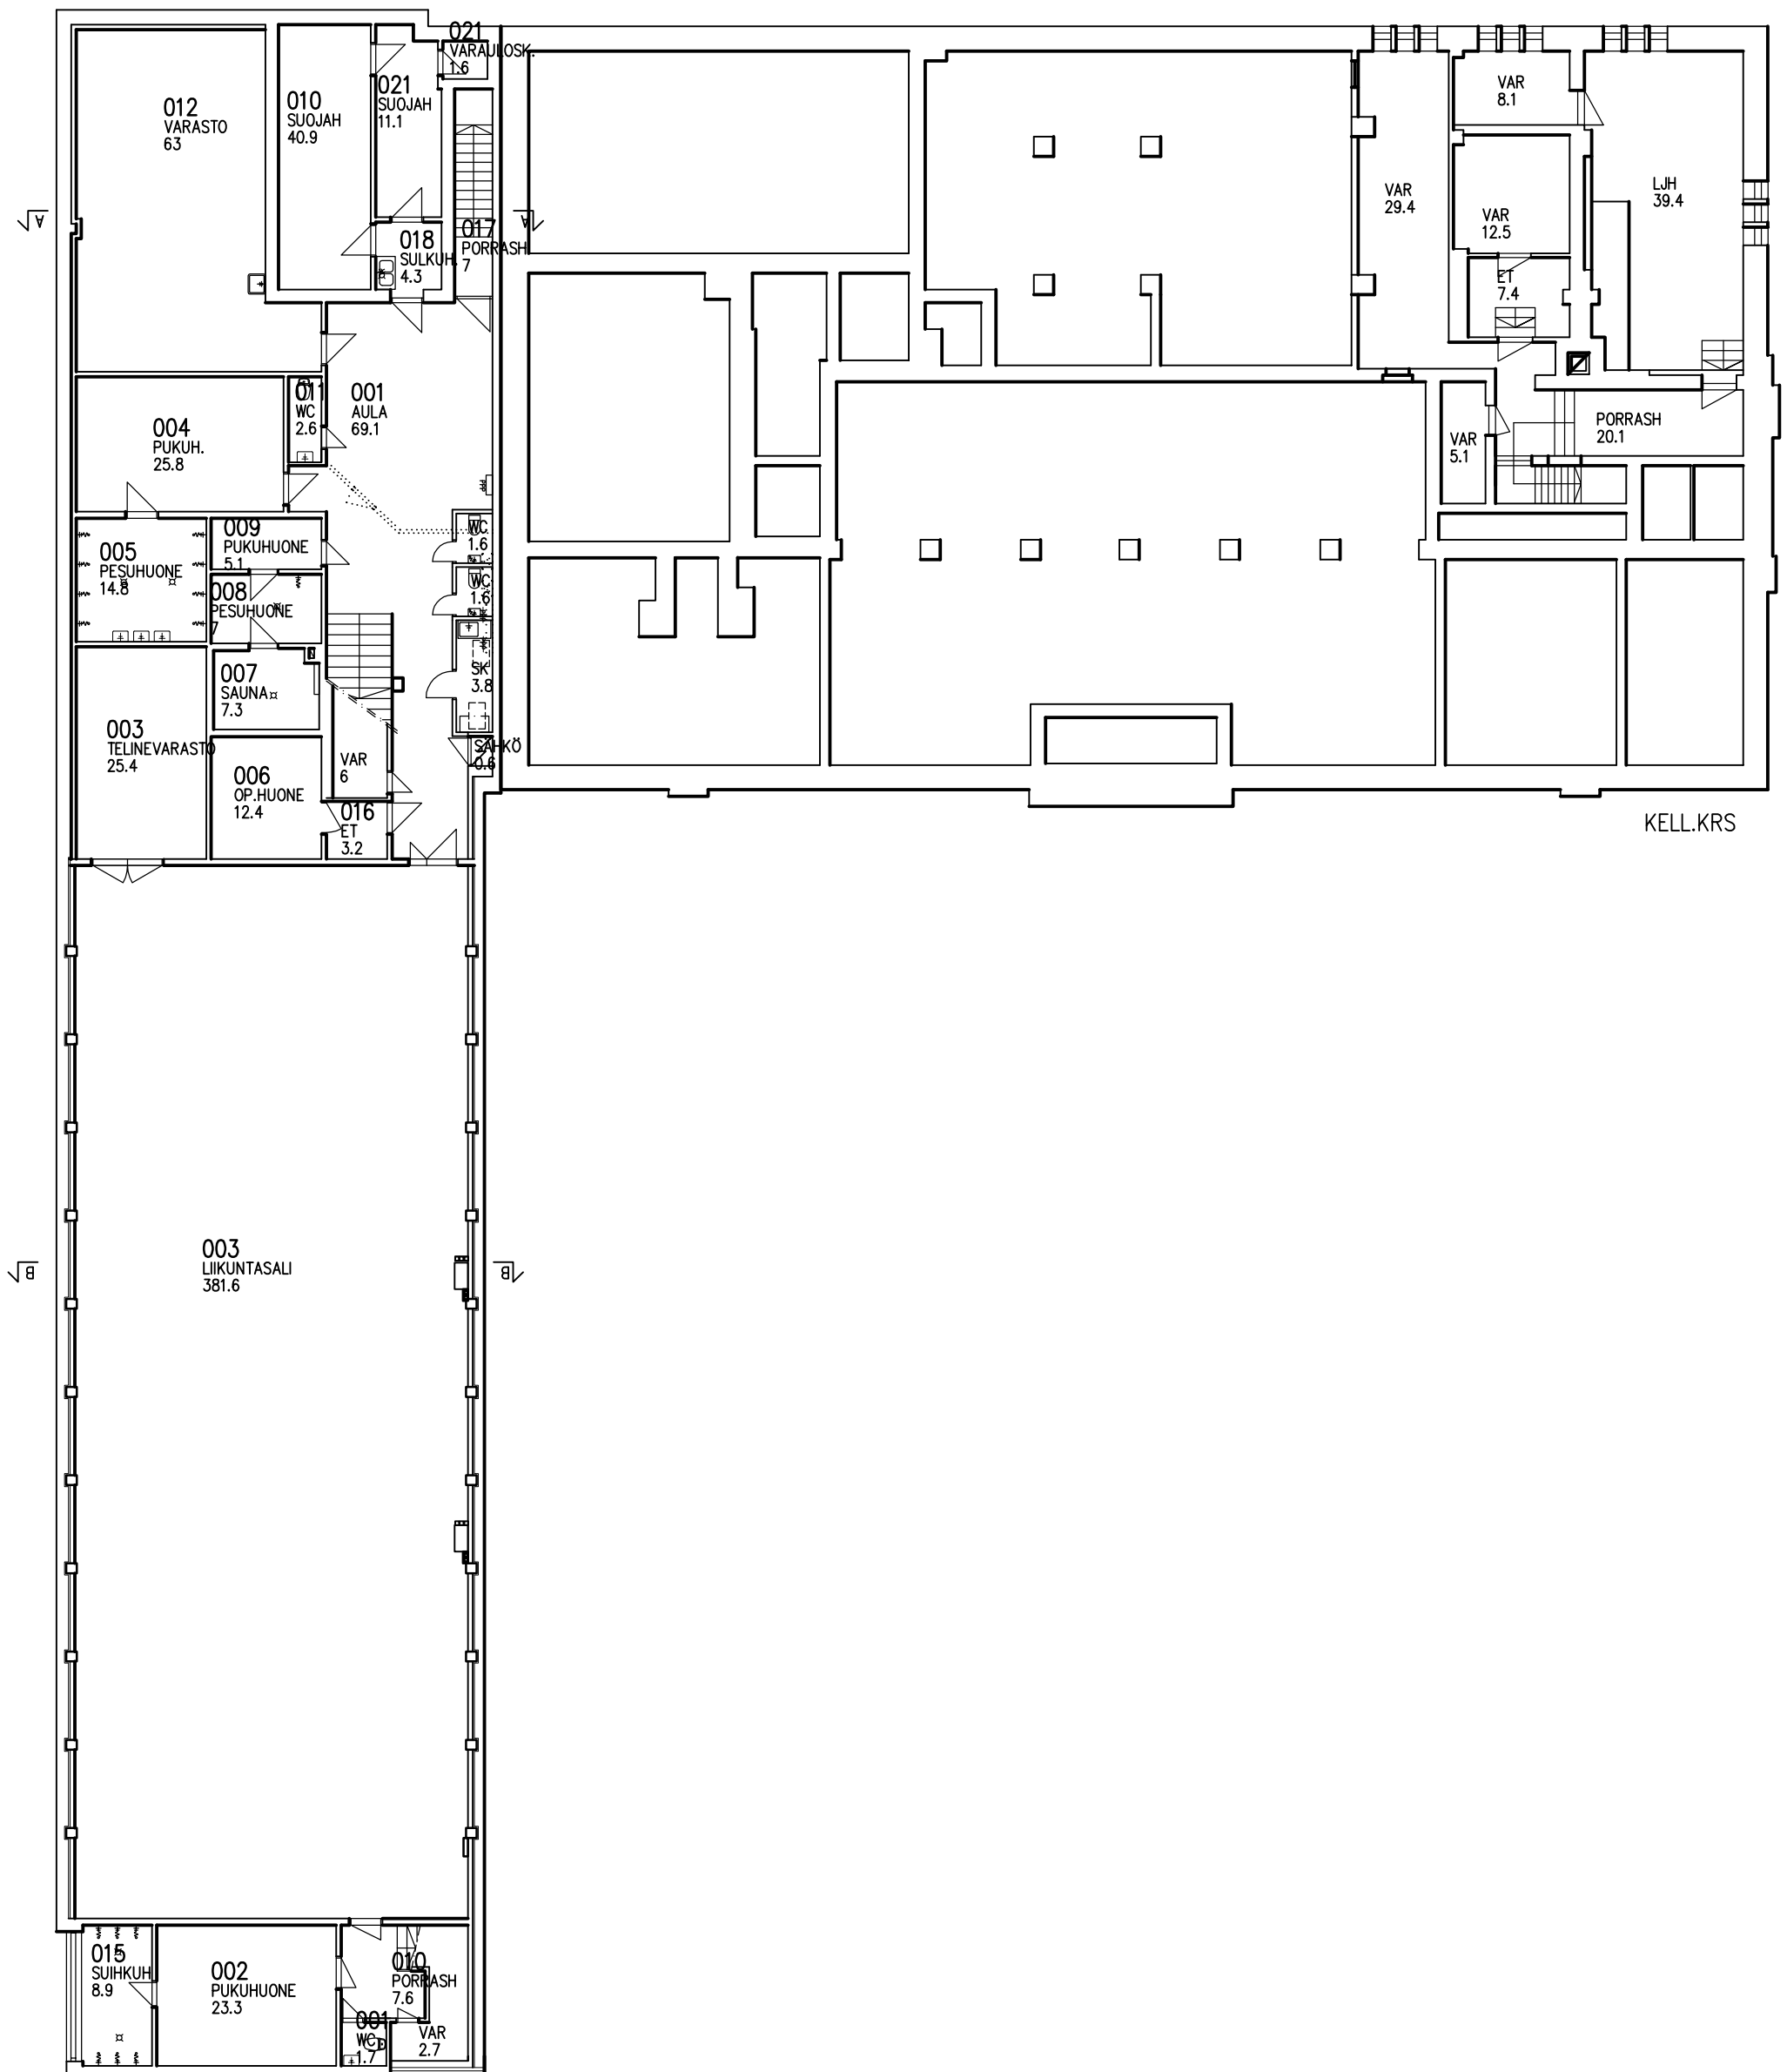 021
VARAULOSK.
1.6
012
VARASTO
63
010
SUOJAH
40.9
021
SUOJAH
11.1
VAR
8.1
A
A
018
SULKUH.
4.3
017
PORRASH
7
VAR
29.4
VAR
12.5
LJH
39.4
ET
7.4
004
PUKUH.
25.8
011
WC
2.6
001
AULA
69.1
VAR
5.1
PORRASH
20.1
005
PESUHUONE
14.8
009
PUKUHUONE
5.1
WC
1.6
008
PESUHUONE
7
WC
1.6
007
SAUNA
7.3
SK
3.8
003
TELINEVARASTO
25.4
006
OP.HUONE
12.4
VAR
6
SÄHKÖ
0.6
016
ET
3.2
KELL.KRS
003
LIIKUNTASALI
381.6
B
B
015
SUIHKUH
8.9
002
PUKUHUONE
23.3
010
PORRASH
7.6
001
WC
1.7
VAR
2.7